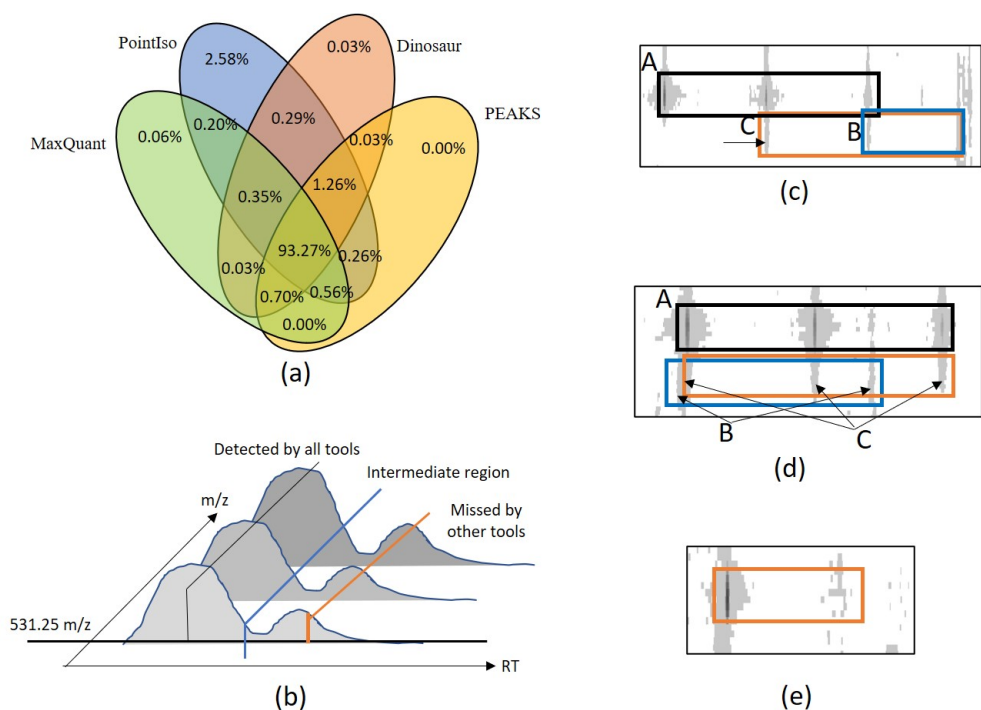 PointIso
2.58%
0.03%
Dinosaur
PEAKS
MaxQuant
0.06%
0.20%
0.29%
0.03%
0.00%
0.35%
1.26%
93.27%
0.26%
0.03%
0.70%
0.56%
0.00%
(a)
Detected by all tools
Intermediate region
m/z
Missed by
other tools
531.25 m/z
RT
(b)
A
C
B
(c)
A
B
C
(d)
(e)